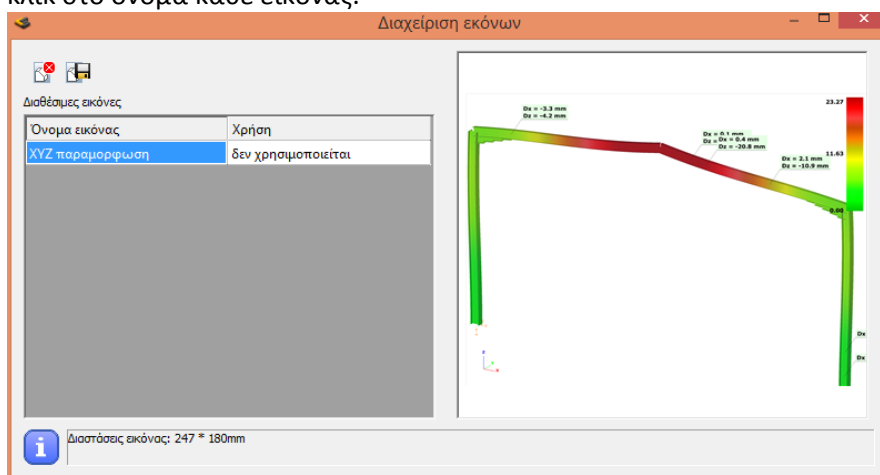 κλικ στο όνομα κάθε εικόνας.
Διαχείριση εκόνων
Διαθέσιμες εκόνες
Όνομα εικόνας Χρήση
XYZ παραμορφωση δεν χρησιμοποιείται
Dx = -3.3 mm
Dz = -4.2 mm
Dx = 0.1 mm
Dx = 0.4 mm
Dz = -20.8 mm
Dx = 2.1 mm
Dz = -10.9 mm
23.27
11.63
0.00
Dx
Dx
z
x
Διαστάσεις εικόνας: 247 * 180mm